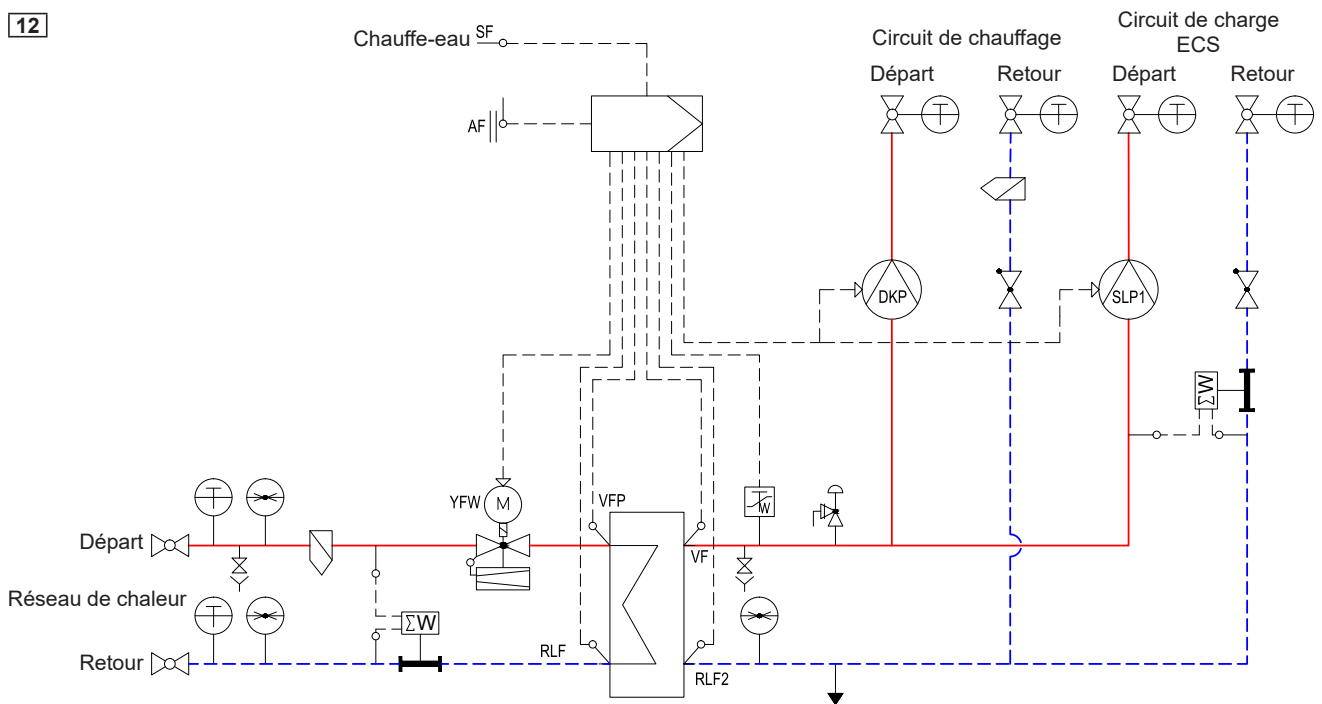 12
Chauffe-eau SF
AF
Circuit de chauffage
Départ Retour
Circuit de charge
ECS
Départ Retour
T T T T
DKP
SLP1
ΣW
YFW M VFP
W
T
Départ
VF
Réseau de chaleur
T
ΣW
RLF
Retour
RLF2